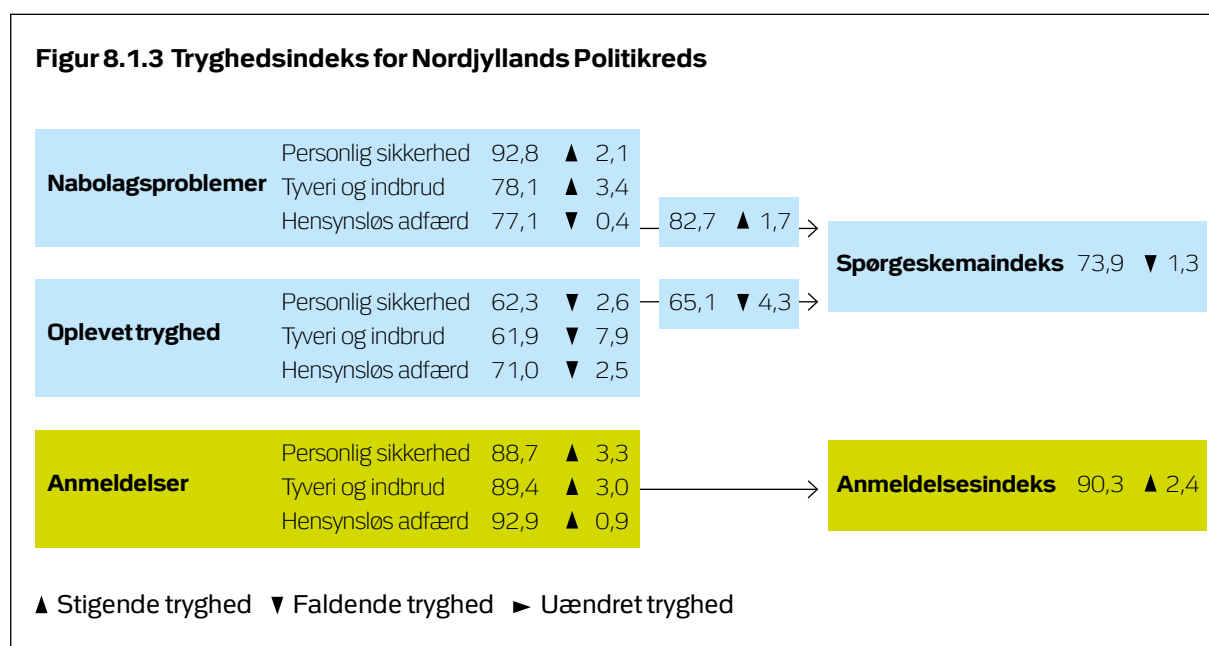 Figur 8.1.3 Tryghedsindeks for Nordjyllands Politikreds
Nabolagsproblemer
Personlig sikkerhed 92,8 ▲ 2,1
Tyveri og indbrud 78,1 ▲ 3,4
Hensynsløs adfærd 77,1 ▼ 0,4
82,7 ▲ 1,7
Oplevet tryghed
Personlig sikkerhed 62,3 ▼ 2,6
Tyveri og indbrud 61,9 ▼ 7,9
Hensynsløs adfærd 71,0 ▼ 2,5
65,1 ▼ 4,3
Spørgeskemaindeks 73,9 ▼ 1,3
Anmeldelser
Personlig sikkerhed 88,7 ▲ 3,3
Tyveri og indbrud 89,4 ▲ 3,0
Hensynsløs adfærd 92,9 ▲ 0,9
Anmeldelsesindeks 90,3 ▲ 2,4
▲ Stigende tryghed ▼ Faldende tryghed ► Uændret tryghed